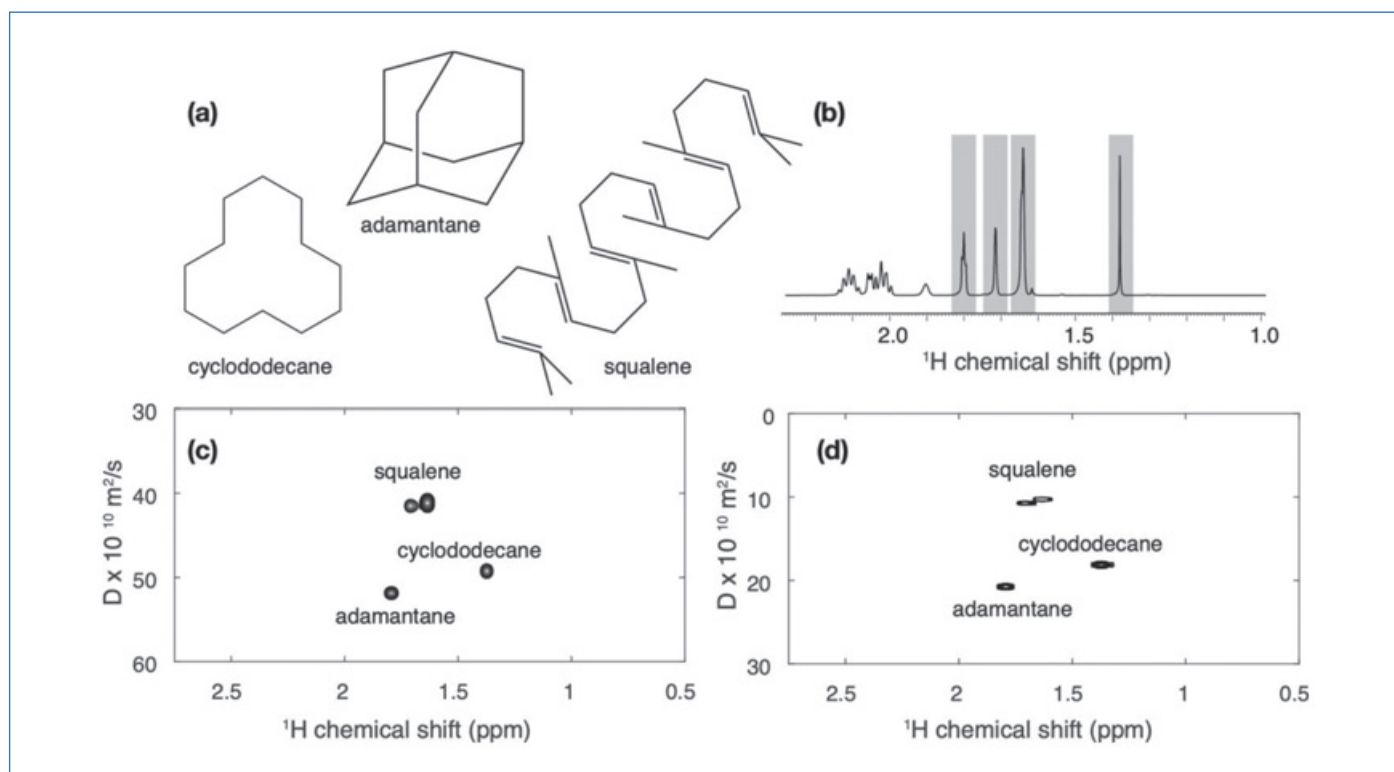 (a)
adamantane
cyclododecane
squalene
(b)
2.0 1.5 1.0
¹H chemical shift (ppm)
(c)
squalene
cyclododecane
adamantane
30
40
50
60
D x 10 ¹⁰ m²/s
2.5 2 1.5 1 0.5
¹H chemical shift (ppm)
(d)
squalene
cyclododecane
adamantane
0
10
20
30
D x 10 ¹⁰ m²/s
2.5 2 1.5 1 0.5
¹H chemical shift (ppm)